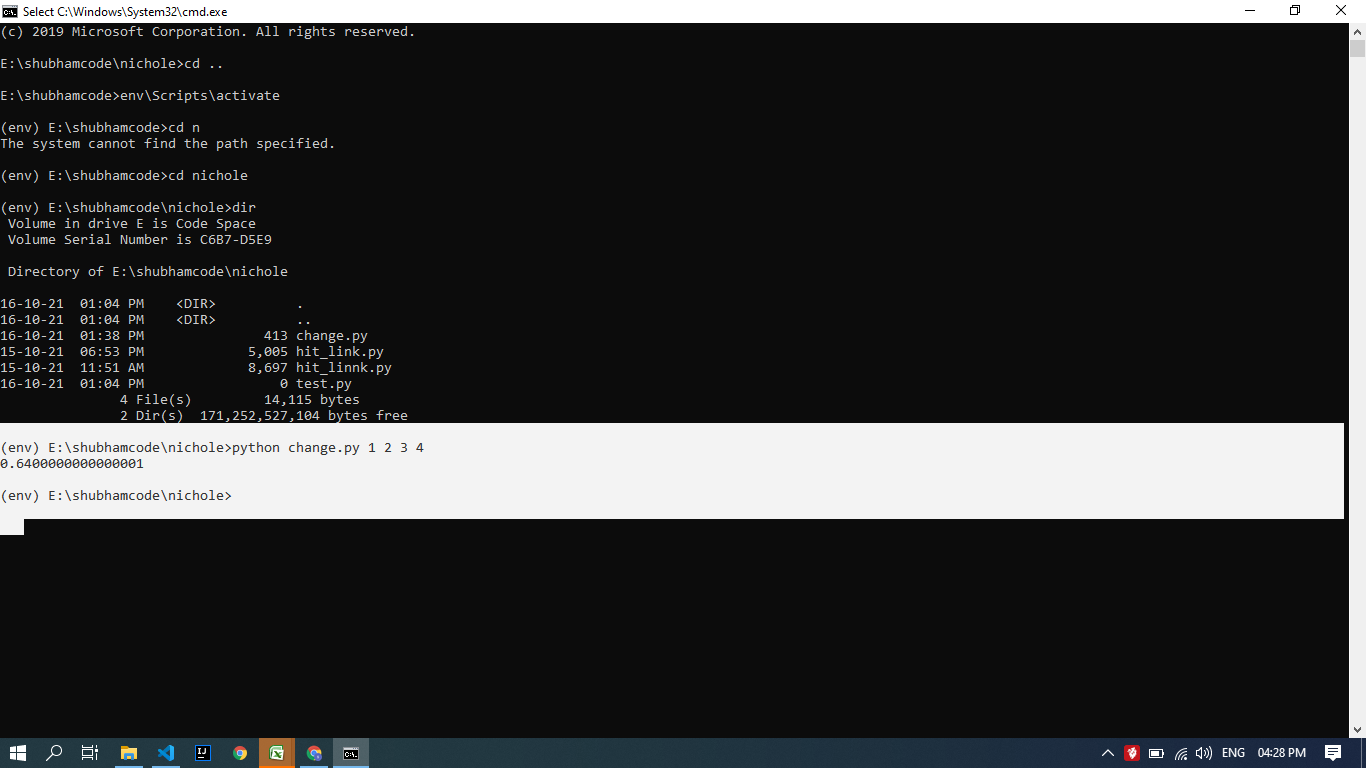 Select C:\Windows\System32\cmd.exe
(c) 2019 Microsoft Corporation. All rights reserved.
E:\shubhamcode\nichole>cd ..
E:\shubhamcode>env\Scripts\activate
(env) E:\shubhamcode>cd n
The system cannot find the path specified.
(env) E:\shubhamcode>cd nichole
(env) E:\shubhamcode\nichole>dir
 Volume in drive E is Code Space
 Volume Serial Number is C6B7-D5E9
 Directory of E:\shubhamcode\nichole
16-10-21  01:04 PM    <DIR>          .
16-10-21  01:04 PM    <DIR>          ..
16-10-21  01:38 PM               413 change.py
15-10-21  06:53 PM             5,005 hit_link.py
15-10-21  11:51 AM             8,697 hit_linnk.py
16-10-21  01:04 PM                 0 test.py
               4 File(s)         14,115 bytes
               2 Dir(s)  171,252,527,104 bytes free
(env) E:\shubhamcode\nichole>python change.py 1 2 3 4
0.6400000000000001
(env) E:\shubhamcode\nichole>
ENG 04:28 PM